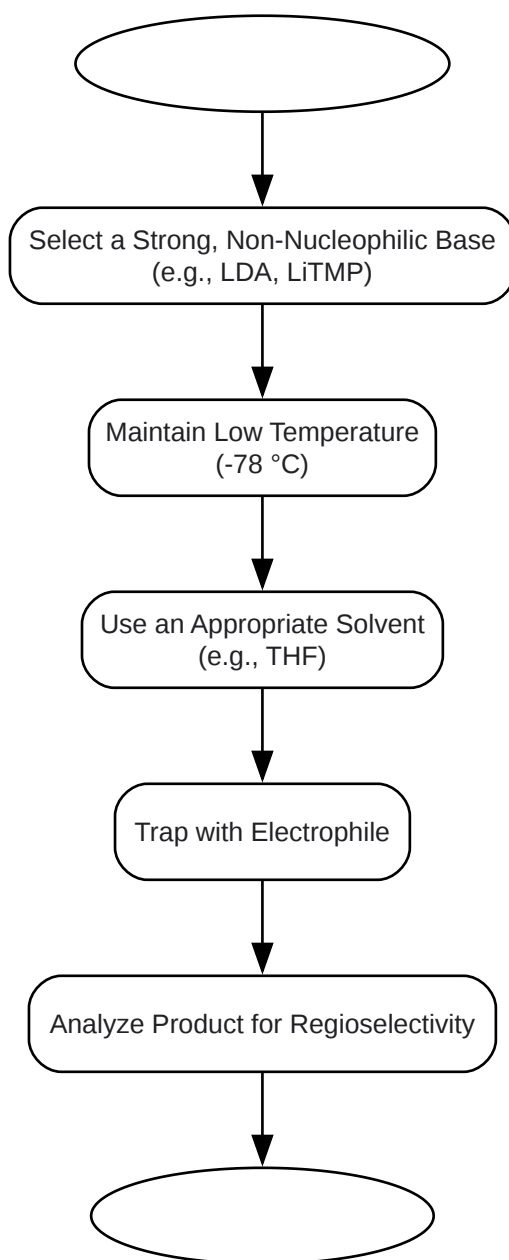 Select a Strong, Non-Nucleophilic Base
(e.g., LDA, LiTMP)
Maintain Low Temperature
(-78 °C)
Use an Appropriate Solvent
(e.g., THF)
Trap with Electrophile
Analyze Product for Regioselectivity